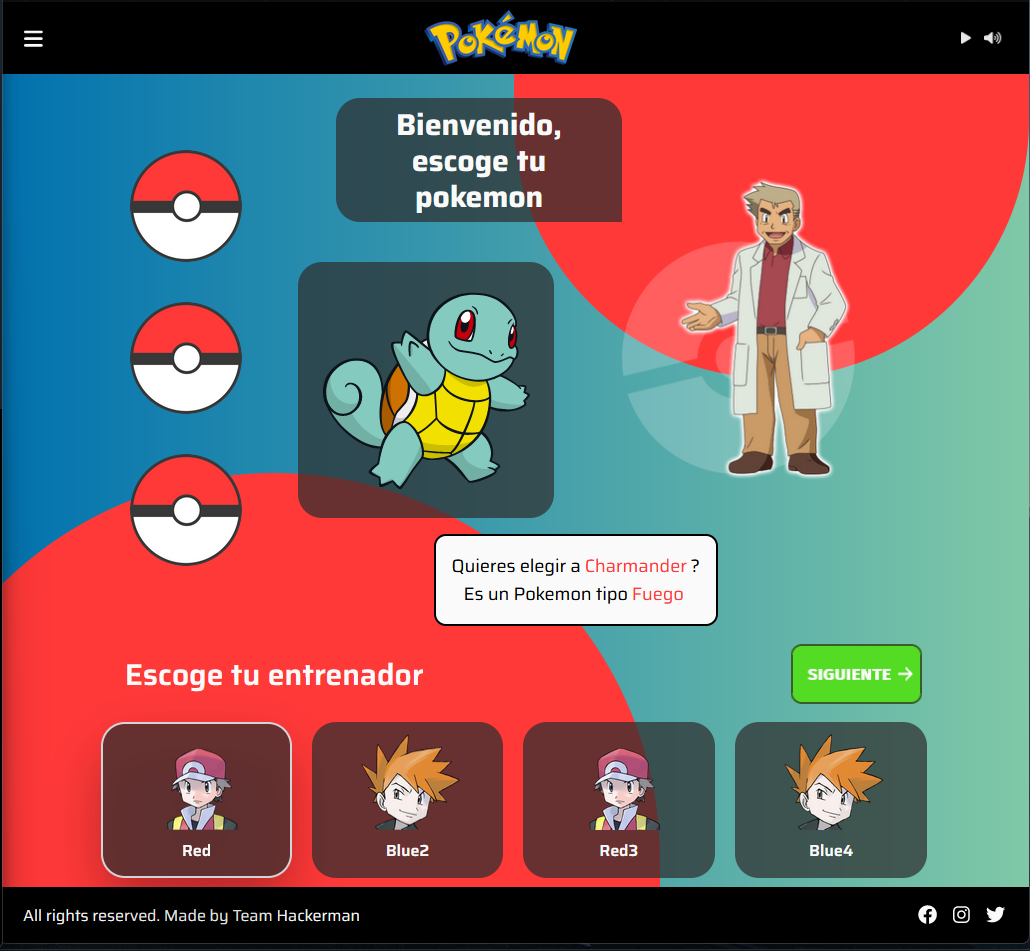 POKéMON
Bienvenido,
escoge tu
pokemon
Quieres elegir a Charmander ?
Es un Pokemon tipo Fuego
Escoge tu entrenador
SIGUIENTE →
Red
Blue2
Red3
Blue4
All rights reserved. Made by Team Hackerman